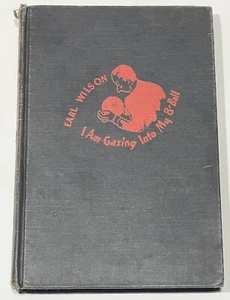 EARL WILSON
I Am Gazing Into My 8-Ball